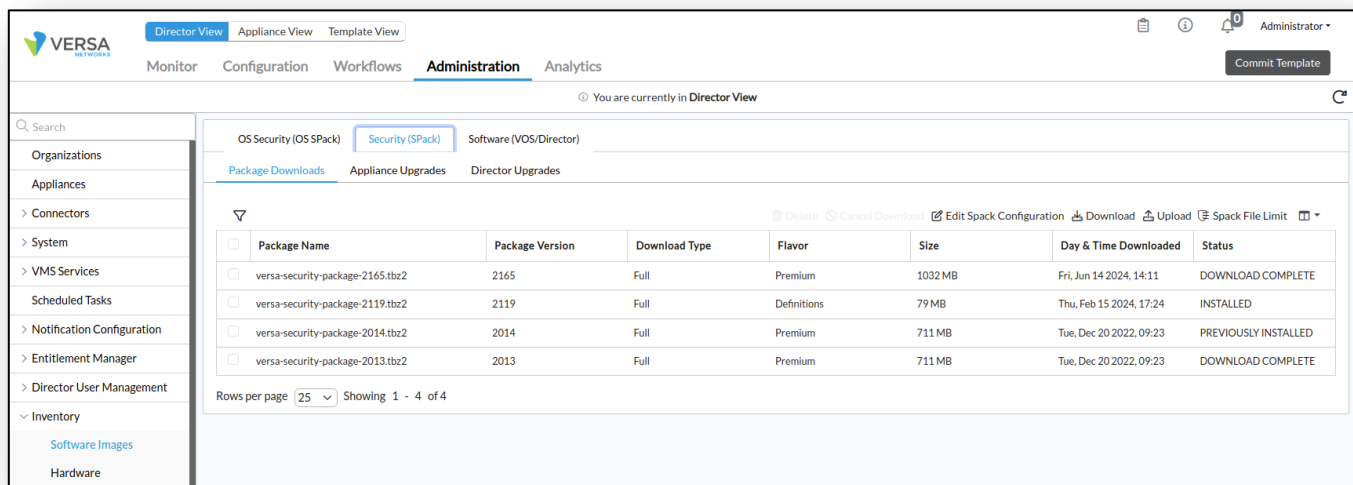 VERSA
NETWORKS
Director View Appliance View Template View
0
Administrator
Monitor Configuration Workflows Administration Analytics
Commit Template
You are currently in Director View
Search
Organizations
Appliances
Connectors
System
VMS Services
Scheduled Tasks
Notification Configuration
Entitlement Manager
Director User Management
Inventory
Software Images
Hardware
OS Security (OS SPack) Security (SPack) Software (VOS/Director)
Package Downloads Appliance Upgrades Director Upgrades
Delete Cancel Download Edit Spack Configuration Download Upload Spack File Limit
Package Name Package Version Download Type Flavor Size Day & Time Downloaded Status
versa-security-package-2165.tbz2 2165 Full Premium 1032 MB Fri, Jun 14 2024, 14:11 DOWNLOAD COMPLETE
versa-security-package-2119.tbz2 2119 Full Definitions 79 MB Thu, Feb 15 2024, 17:24 INSTALLED
versa-security-package-2014.tbz2 2014 Full Premium 711 MB Tue, Dec 20 2022, 09:23 PREVIOUSLY INSTALLED
versa-security-package-2013.tbz2 2013 Full Premium 711 MB Tue, Dec 20 2022, 09:23 DOWNLOAD COMPLETE
Rows per page 25 Showing 1 - 4 of 4